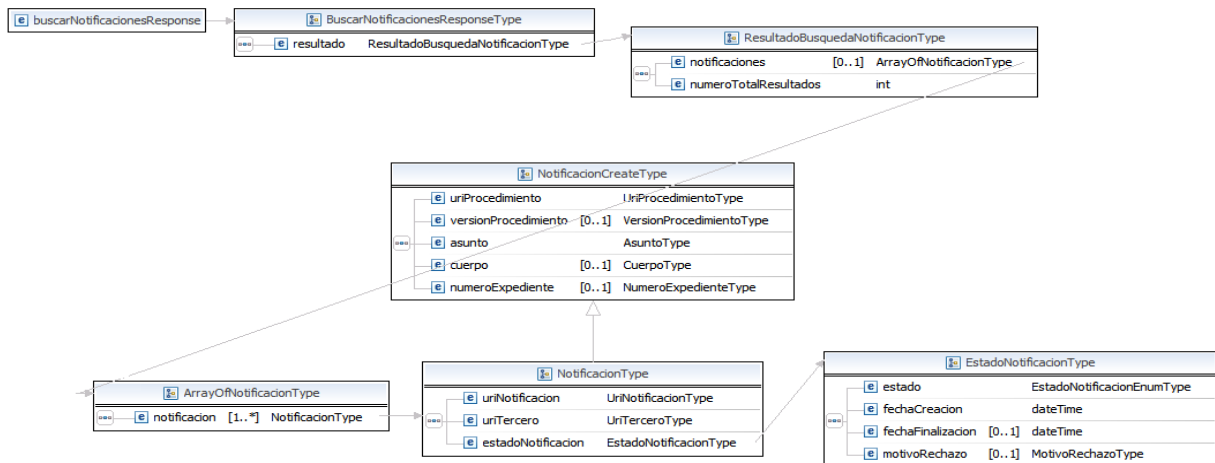 buscarNotificacionesResponse
BuscarNotificacionesResponseType
resultado ResultadoBusquedaNotificacionType
ResultadoBusquedaNotificacionType
notificaciones [0..1] ArrayOfNotificacionType
numeroTotalResultados int
NotificacionCreateType
uriProcedimiento UriProcedimientoType
versionProcedimiento [0..1] VersionProcedimientoType
asunto AsuntoType
cuerpo [0..1] CuerpoType
numeroExpediente [0..1] NumeroExpedienteType
ArrayOfNotificacionType
notificacion [1..*] NotificacionType
NotificacionType
uriNotificacion UriNotificacionType
uriTercero UriTerceroType
estadoNotificacion EstadoNotificacionType
EstadoNotificacionType
estado EstadoNotificacionEnumType
fechaCreacion dateTime
fechaFinalizacion [0..1] dateTime
motivoRechazo [0..1] MotivoRechazoType